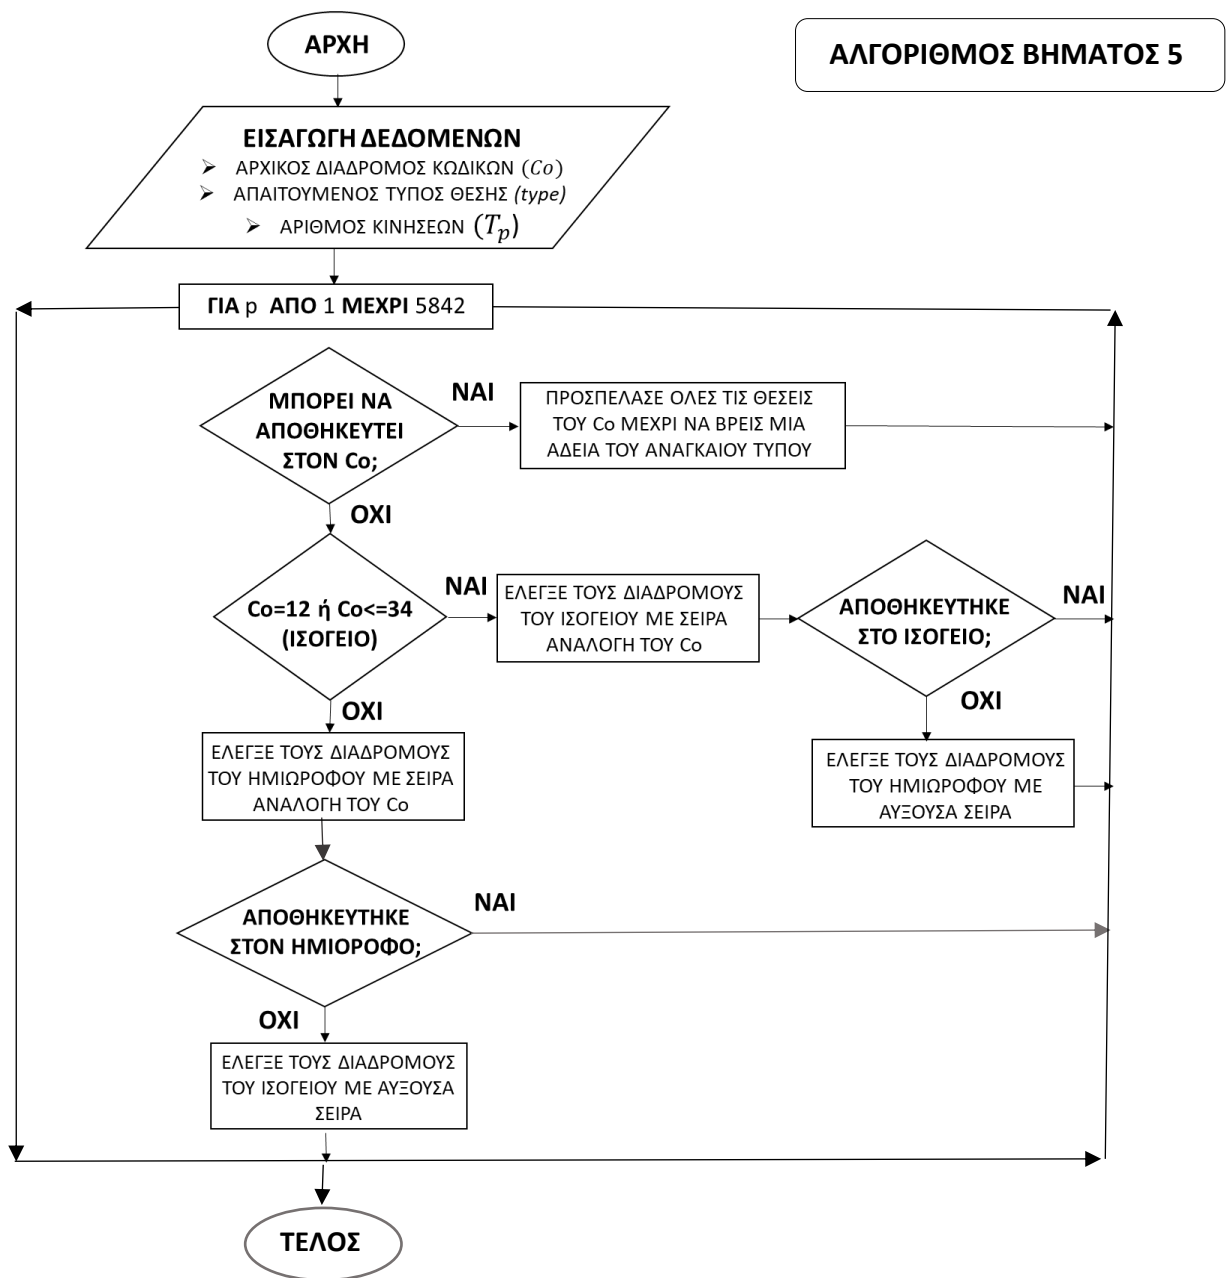 ΑΡΧΗ
ΑΛΓΟΡΙΘΜΟΣ ΒΗΜΑΤΟΣ 5
ΕΙΣΑΓΩΓΗ ΔΕΔΟΜΕΝΩΝ
➢ ΑΡΧΙΚΟΣ ΔΙΑΔΡΟΜΟΣ ΚΩΔΙΚΩΝ (Co)
➢ ΑΠΑΙΤΟΥΜΕΝΟΣ ΤΥΠΟΣ ΘΕΣΗΣ (type)
➢ ΑΡΙΘΜΟΣ ΚΙΝΗΣΕΩΝ (T_p)
ΓΙΑ p ΑΠΟ 1 ΜΕΧΡΙ 5842
ΜΠΟΡΕΙ ΝΑ
ΑΠΟΘΗΚΕΥΤΕΙ
ΣΤΟΝ Co;
ΝΑΙ
ΠΡΟΣΠΕΛΑΣΕ ΟΛΕΣ ΤΙΣ ΘΕΣΕΙΣ
ΤΟΥ Co ΜΕΧΡΙ ΝΑ ΒΡΕΙΣ ΜΙΑ
ΑΔΕΙΑ ΤΟΥ ΑΝΑΓΚΑΙΟΥ ΤΥΠΟΥ
ΟΧΙ
Co=12 ή Co<=34
(ΙΣΟΓΕΙΟ)
ΝΑΙ
ΕΛΕΓΞΕ ΤΟΥΣ ΔΙΑΔΡΟΜΟΥΣ
ΤΟΥ ΙΣΟΓΕΙΟΥ ΜΕ ΣΕΙΡΑ
ΑΝΑΛΟΓΗ ΤΟΥ Co
ΑΠΟΘΗΚΕΥΤΗΚΕ
ΣΤΟ ΙΣΟΓΕΙΟ;
ΝΑΙ
ΟΧΙ
ΕΛΕΓΞΕ ΤΟΥΣ ΔΙΑΔΡΟΜΟΥΣ
ΤΟΥ ΗΜΙΩΡΟΦΟΥ ΜΕ
ΑΥΞΟΥΣΑ ΣΕΙΡΑ
ΟΧΙ
ΕΛΕΓΞΕ ΤΟΥΣ ΔΙΑΔΡΟΜΟΥΣ
ΤΟΥ ΗΜΙΩΡΟΦΟΥ ΜΕ ΣΕΙΡΑ
ΑΝΑΛΟΓΗ ΤΟΥ Co
ΑΠΟΘΗΚΕΥΤΗΚΕ
ΣΤΟΝ ΗΜΙΟΡΟΦΟ;
ΝΑΙ
ΟΧΙ
ΕΛΕΓΞΕ ΤΟΥΣ ΔΙΑΔΡΟΜΟΥΣ
ΤΟΥ ΙΣΟΓΕΙΟΥ ΜΕ ΑΥΞΟΥΣΑ
ΣΕΙΡΑ
ΤΕΛΟΣ